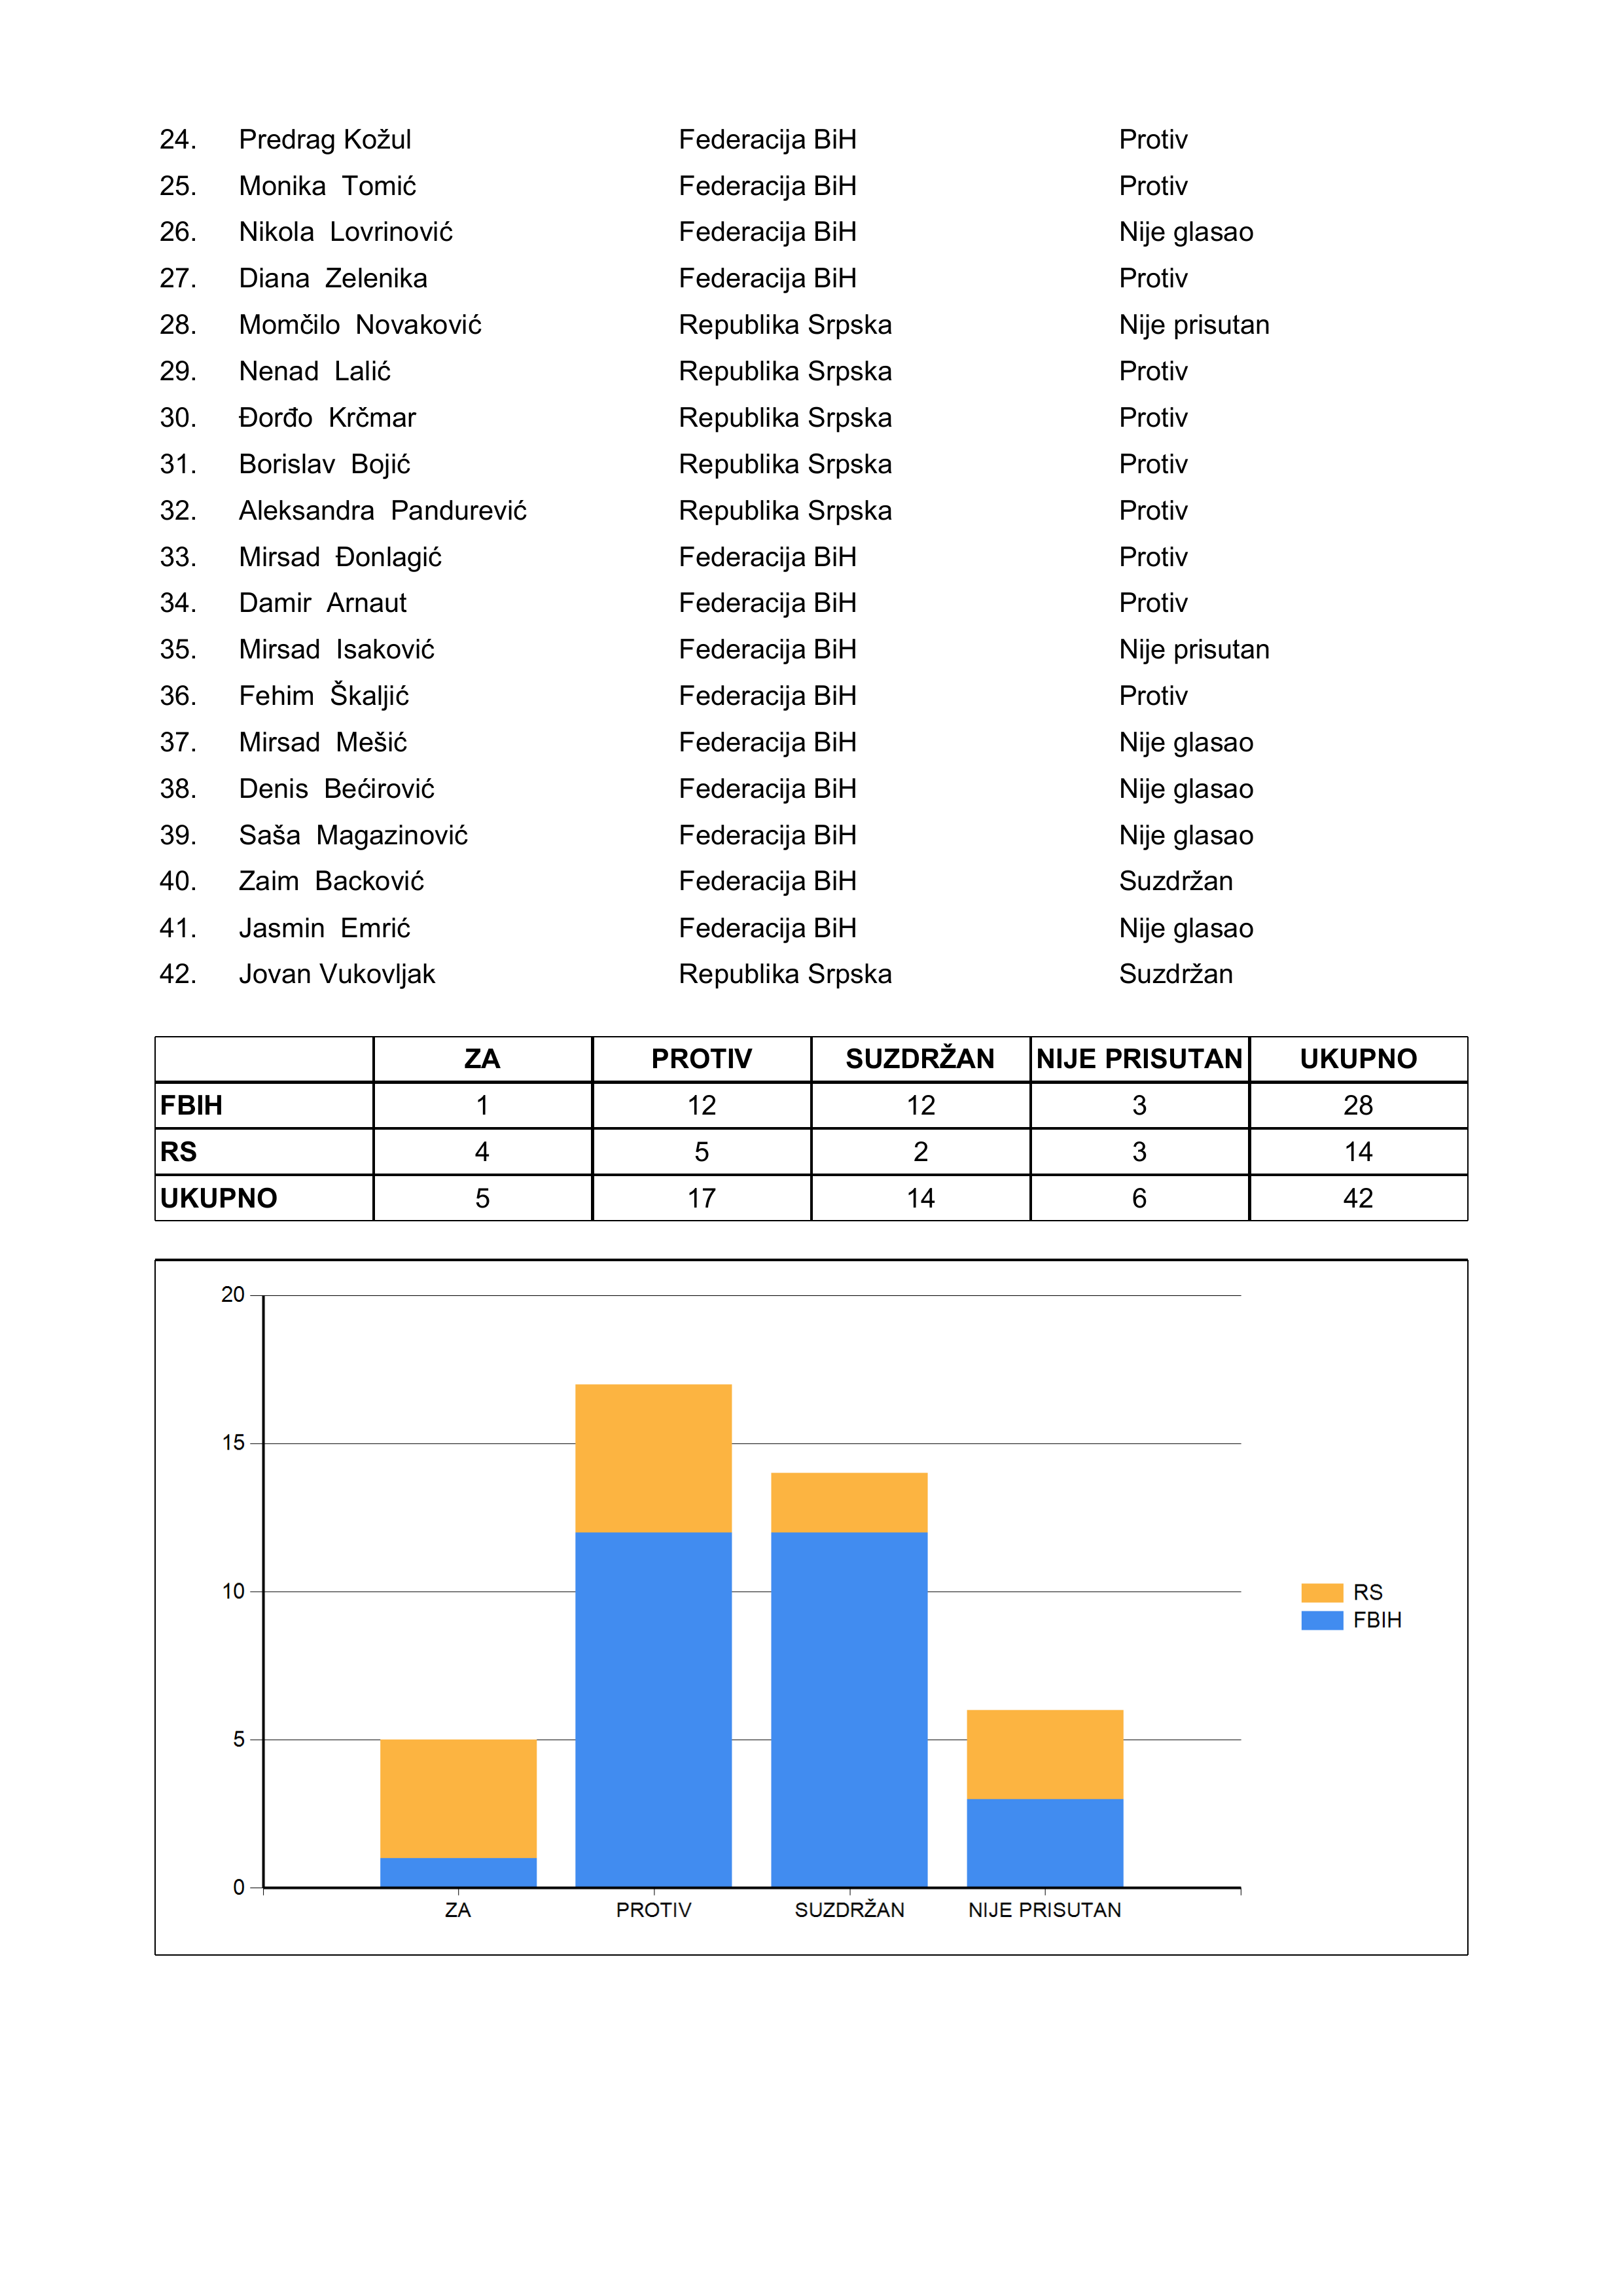 24. Predrag Kožul Federacija BiH Protiv
25. Monika Tomić Federacija BiH Protiv
26. Nikola Lovrinović Federacija BiH Nije glasao
27. Diana Zelenika Federacija BiH Protiv
28. Momčilo Novaković Republika Srpska Nije prisutan
29. Nenad Lalić Republika Srpska Protiv
30. Đorđo Krčmar Republika Srpska Protiv
31. Borislav Bojić Republika Srpska Protiv
32. Aleksandra Pandurević Republika Srpska Protiv
33. Mirsad Đonlagić Federacija BiH Protiv
34. Damir Arnaut Federacija BiH Protiv
35. Mirsad Isaković Federacija BiH Nije prisutan
36. Fehim Škaljić Federacija BiH Protiv
37. Mirsad Mešić Federacija BiH Nije glasao
38. Denis Bećirović Federacija BiH Nije glasao
39. Saša Magazinović Federacija BiH Nije glasao
40. Zaim Backović Federacija BiH Suzdržan
41. Jasmin Emrić Federacija BiH Nije glasao
42. Jovan Vukovljak Republika Srpska Suzdržan
ZA PROTIV SUZDRŽAN NIJE PRISUTAN UKUPNO
FBIH 1 12 12 3 28
RS 4 5 2 3 14
UKUPNO 5 17 14 6 42
20
15
10
5
0
ZA PROTIV SUZDRŽAN NIJE PRISUTAN
RS
FBIH